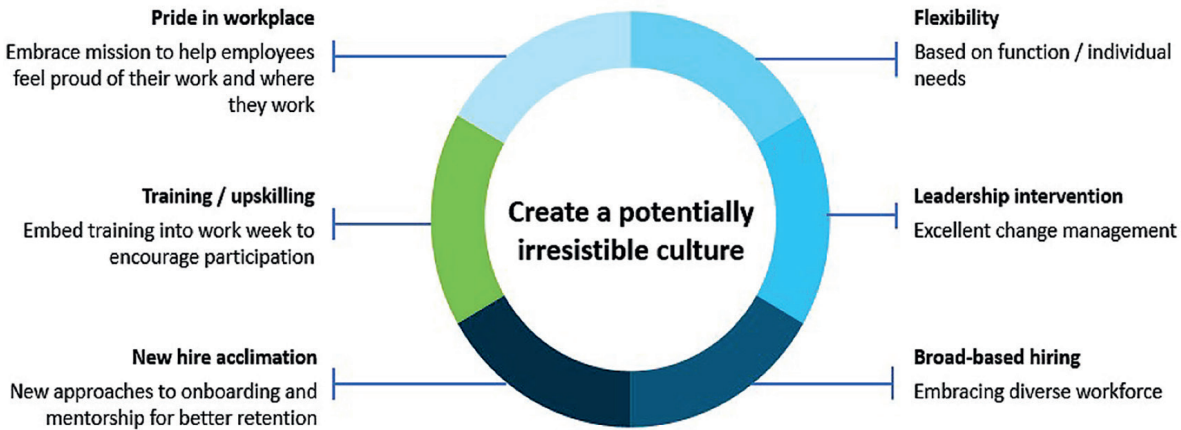 Pride in workplace
Embrace mission to help employees
feel proud of their work and where
they work
Training / upskilling
Embed training into work week to
encourage participation
New hire acclimation
New approaches to onboarding and
mentorship for better retention
Create a potentially
irresistible culture
Flexibility
Based on function / individual
needs
Leadership intervention
Excellent change management
Broad-based hiring
Embracing diverse workforce